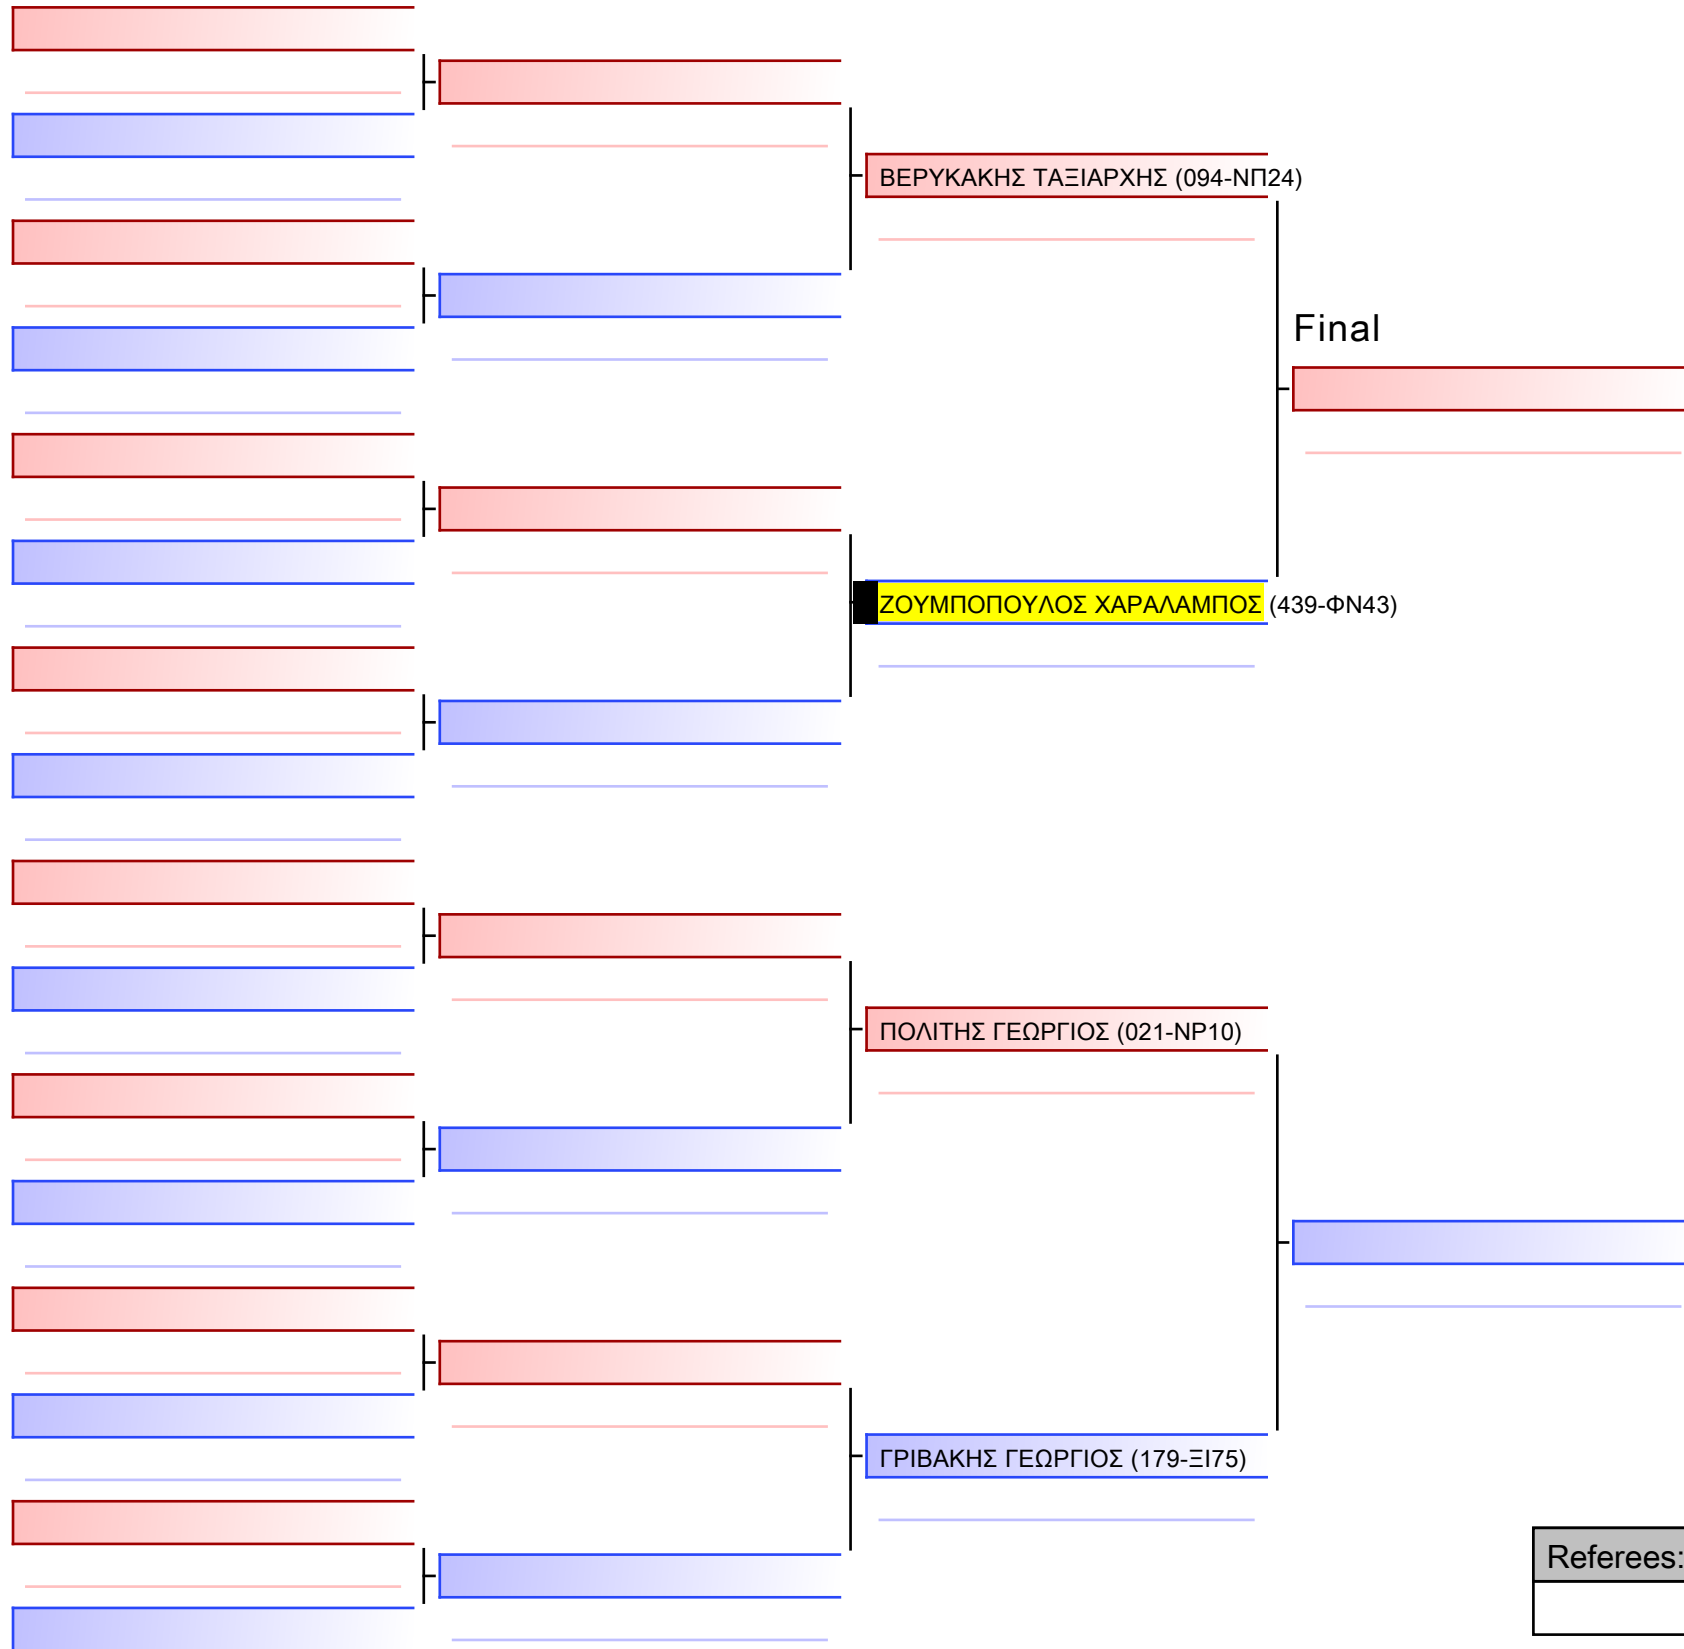 ΒΕΡΥΚΑΚΗΣ ΤΑΞΙΑΡΧΗΣ (094-ΝΠ24)
Final
ΖΟΥΜΠΟΠΟΥΛΟΣ ΧΑΡΑΛΑΜΠΟΣ (439-ΦΝ43)
ΠΟΛΙΤΗΣ ΓΕΩΡΓΙΟΣ (021-ΝΡ10)
ΓΡΙΒΑΚΗΣ ΓΕΩΡΓΙΟΣ (179-ΞΙ75)
Referees: